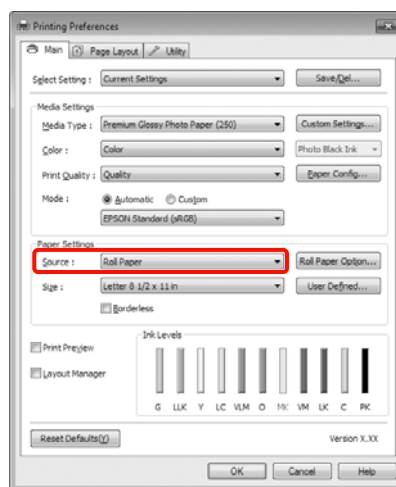 Printing Preferences
Main Page Layout Utility
Select Setting : Current Settings Save/Del...
Media Settings
Media Type : Premium Glossy Photo Paper (250) Custom Settings...
Color : Color Photo Black Ink
Print Quality : Quality Paper Config...
Mode : Automatic Custom
EPSON Standard (sRGB)
Paper Settings
Source : Roll Paper Roll Paper Option...
Size : Letter 8 1/2 x 11 in User Defined...
Borderless
Ink Levels
Print Preview
Layout Manager
G LLK Y LC VLM O MK VM LK C PK
Reset Defaults(Y) Version X.XX
OK Cancel Help